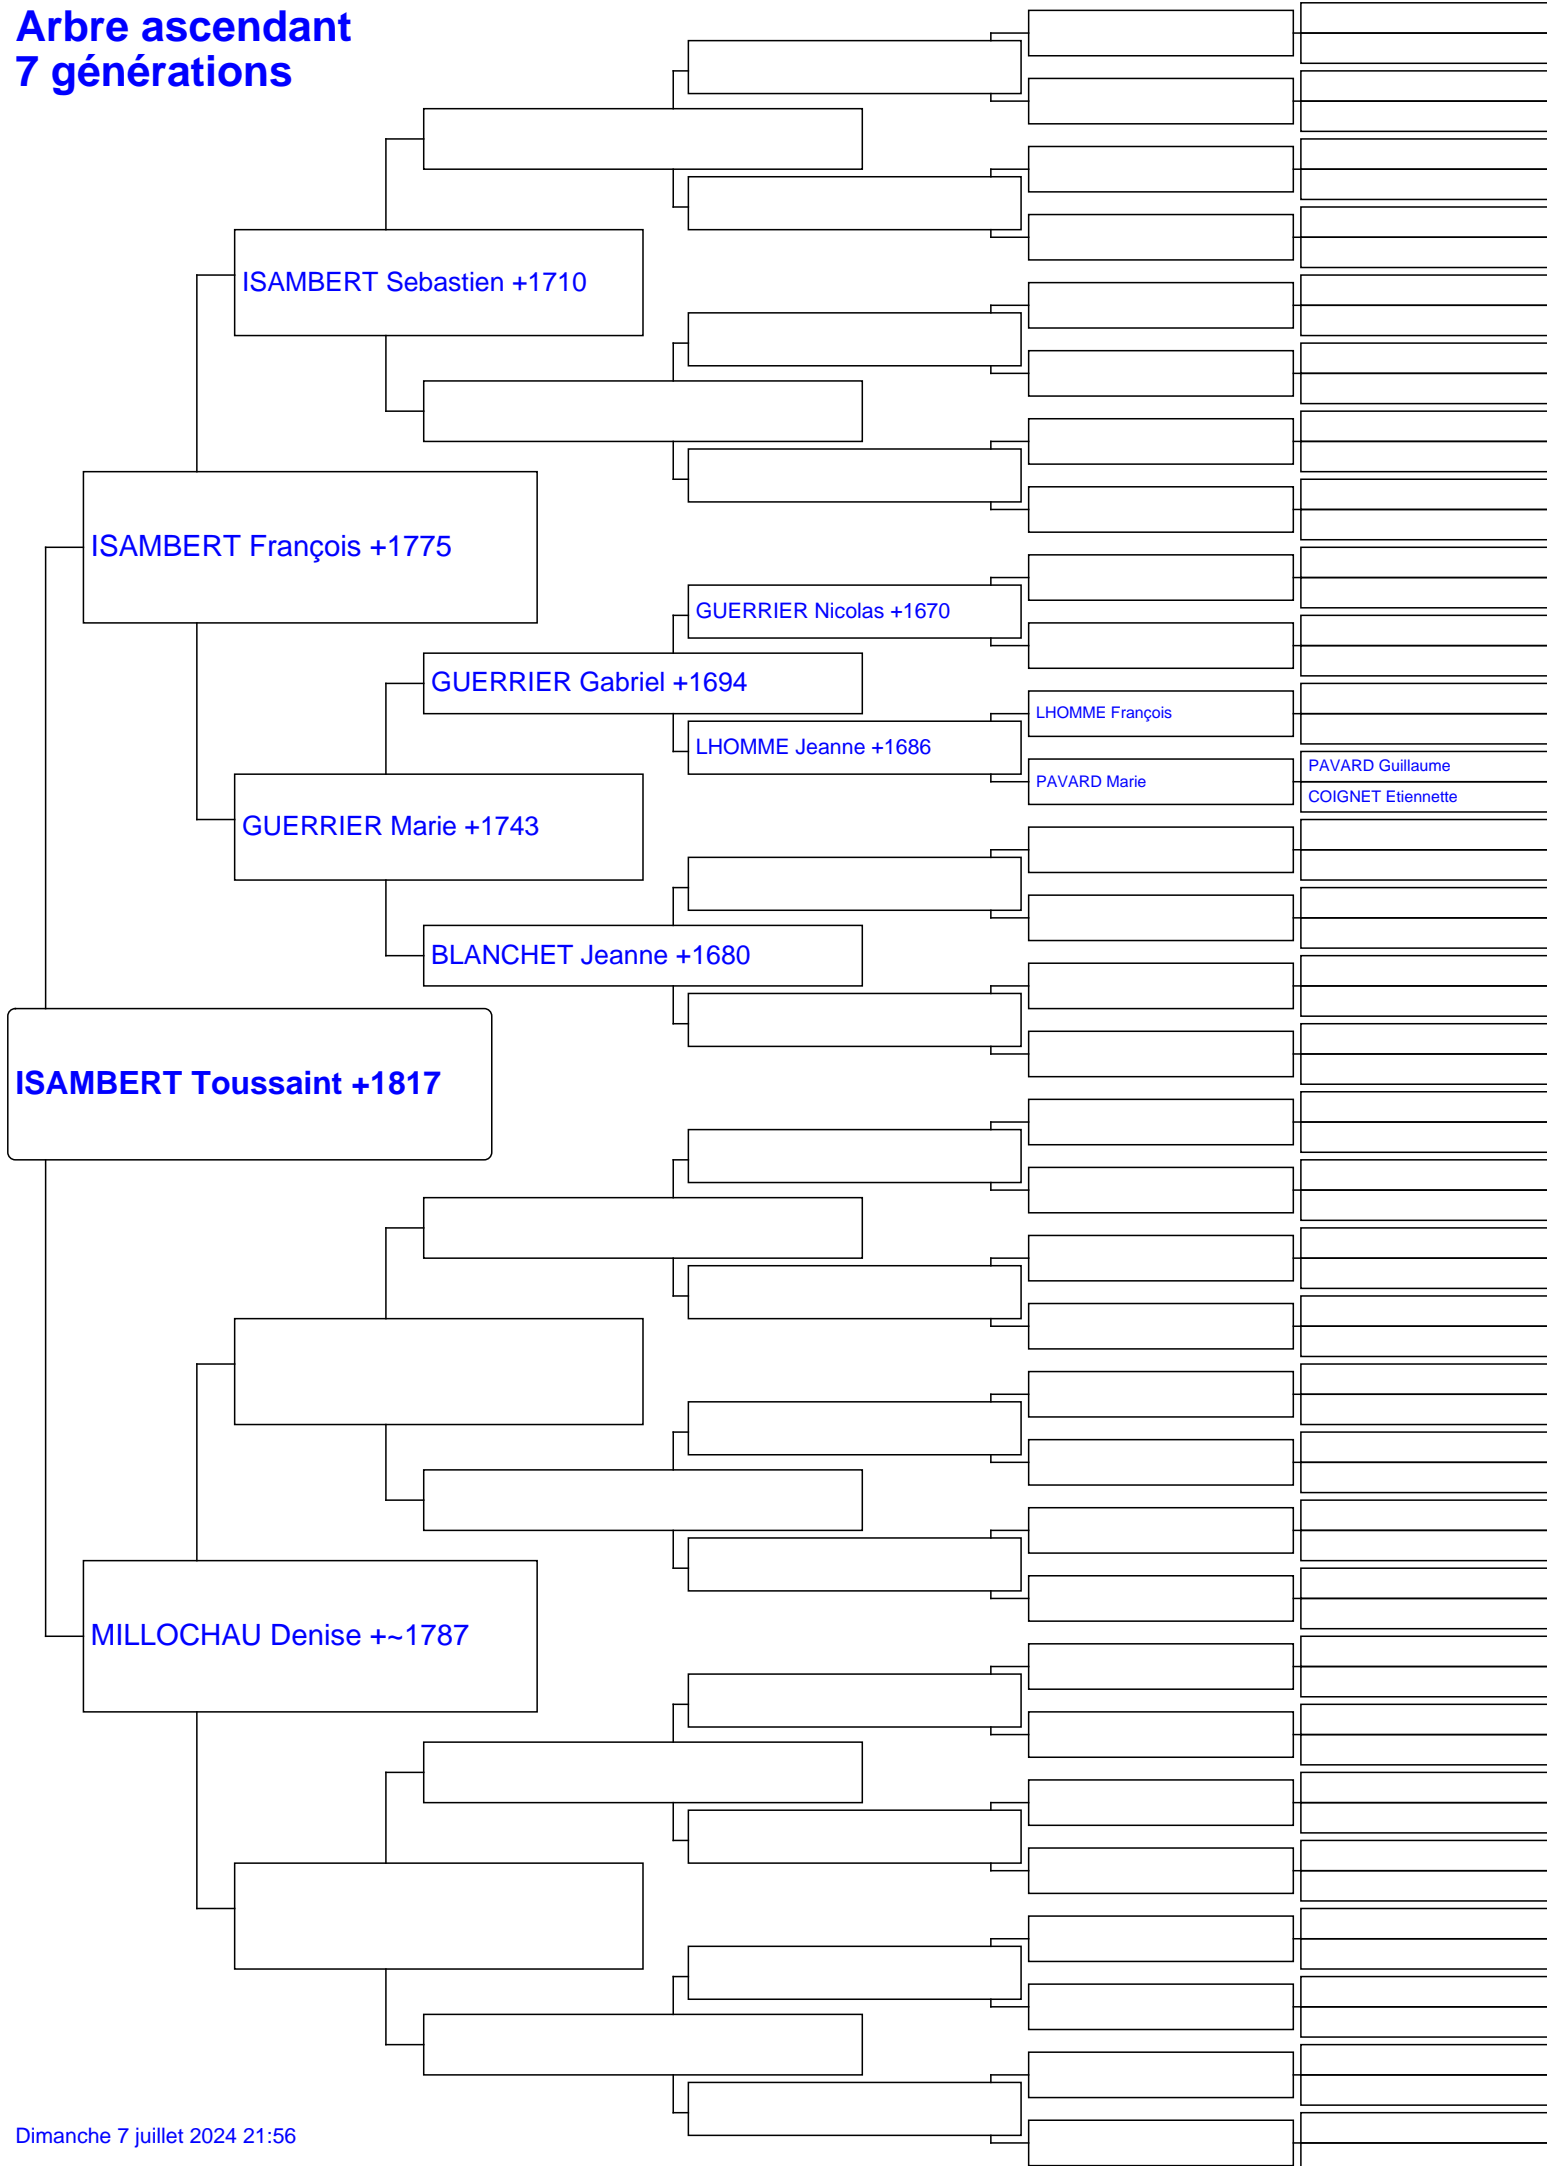 Arbre ascendant
7 générations
ISAMBERT Sebastien +1710
ISAMBERT François +1775
GUERRIER Nicolas +1670
GUERRIER Gabriel +1694
LHOMME François
LHOMME Jeanne +1686
PAVARD Guillaume
PAVARD Marie
COIGNET Etiennette
GUERRIER Marie +1743
BLANCHET Jeanne +1680
ISAMBERT Toussaint +1817
MILLOCHAU Denise +~1787
Dimanche 7 juillet 2024 21:56